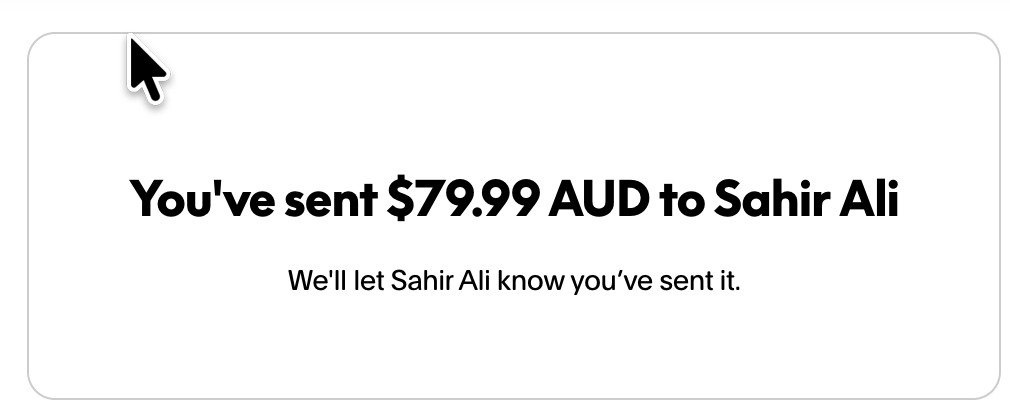 You've sent $79.99 AUD to Sahir Ali
We'll let Sahir Ali know you’ve sent it.